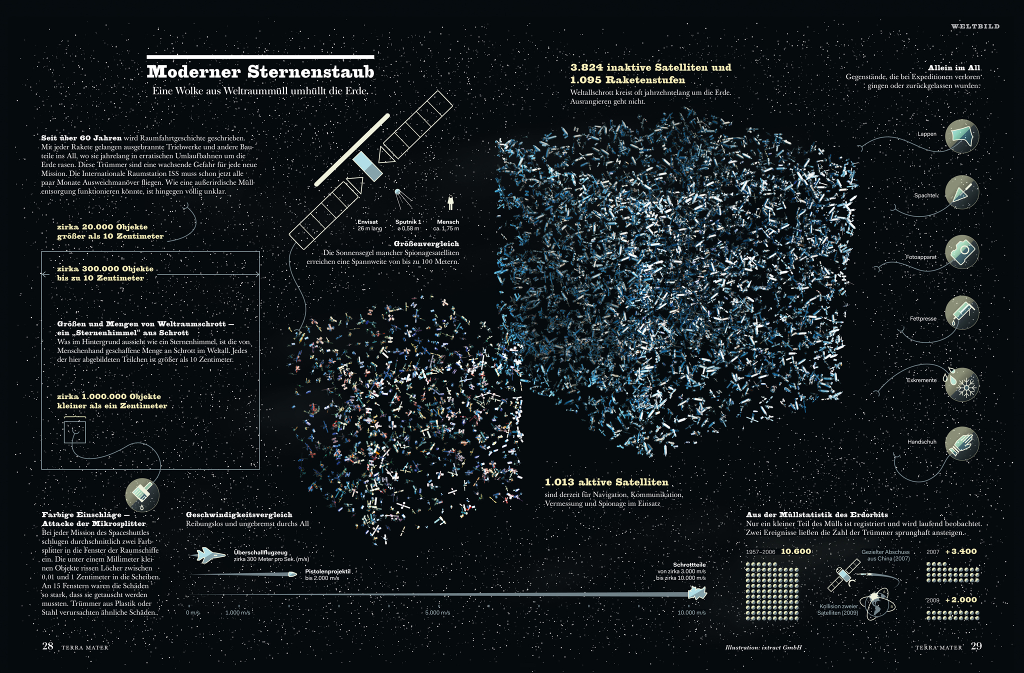 WELTBILD
Moderner Sternenstaub
Eine Wolke aus Weltraummüll umhüllt die Erde.
Seit über 60 Jahren wird Raumfahrtgeschichte geschrieben.
Mit jeder Rakete gelangen ausgebrannte Triebwerke und andere Bau-
teile ins All, wo sie jahrelang in erratischen Umlaufbahnen um die
Erde rasen. Diese Trümmer sind eine wachsende Gefahr für jede neue
Mission. Die Internationale Raumstation ISS muss schon jetzt alle
paar Monate Ausweichmanöver fliegen. Wie eine außerirdische Müll-
entsorgung funktionieren könnte, ist hingegen völlig unklar.
zirka 20.000 Objekte
größer als 10 Zentimeter
zirka 300.000 Objekte
bis zu 10 Zentimeter
Größen und Mengen von Weltraumschrott –
ein „Sternenhimmel“ aus Schrott
Was im Hintergrund aussieht wie ein Sternenhimmel, ist die von
Menschenhand geschaffene Menge an Schrott im Weltall. Jedes
der hier abgebildeten Teilchen ist größer als 10 Zentimeter.
zirka 1.000.000 Objekte
kleiner als ein Zentimeter
Farbige Einschläge –
Attacke der Mikrosplitter
Bei jeder Mission des Spaceshuttles
schlugen durchschnittlich zwei Farb-
splitter in die Fenster der Raumschiffe
ein. Die unter einem Millimeter klei-
nen Objekte rissen Löcher zwischen
0,01 und 1 Zentimeter in die Scheiben.
An 15 Fenstern waren die Schäden
so stark, dass sie getauscht werden
mussten. Trümmer aus Plastik oder
Stahl verursachten ähnliche Schäden.
Envisat
26 m lang
Sputnik 1
ø 0,58 m
Mensch
ca. 1,75 m
Größenvergleich
Die Sonnensegel mancher Spionagesatelliten
erreichen eine Spannweite von bis zu 100 Metern.
3.824 inaktive Satelliten und
1.095 Raketenstufen
Weltallschrott kreist oft jahrzehntelang um die Erde.
Ausrangieren geht nicht.
1.013 aktive Satelliten
sind derzeit für Navigation, Kommunikation,
Vermessung und Spionage im Einsatz
Allein im All
Gegenstände, die bei Expeditionen verloren
gingen oder zurückgelassen wurden:
Lappen
Spachtel
Fotoapparat
Fettpresse
Exkremente
Handschuh
Geschwindigkeitsvergleich
Reibungslos und ungebremst durchs All
Überschallflugzeug
zirka 300 Meter pro Sek. (m/s)
Pistolenprojektil
bis 2.000 m/s
Schrottteile
von zirka 3.000 m/s
bis zirka 10.000 m/s
0 m/s
1.000 m/s
5.000 m/s
10.000 m/s
Aus der Müllstatistik des Erdorbits
Nur ein kleiner Teil des Mülls ist registriert und wird laufend beobachtet.
Zwei Ereignisse ließen die Zahl der Trümmer sprunghaft ansteigen.
1957–2006 10.600
Gezielter Abschuss
aus China (2007)
2007 +3.400
Kollision zweier
Satelliten (2009)
2009 +2.000
28 TERRA MATER
Illustration: ixtract GmbH
TERRA MATER 29